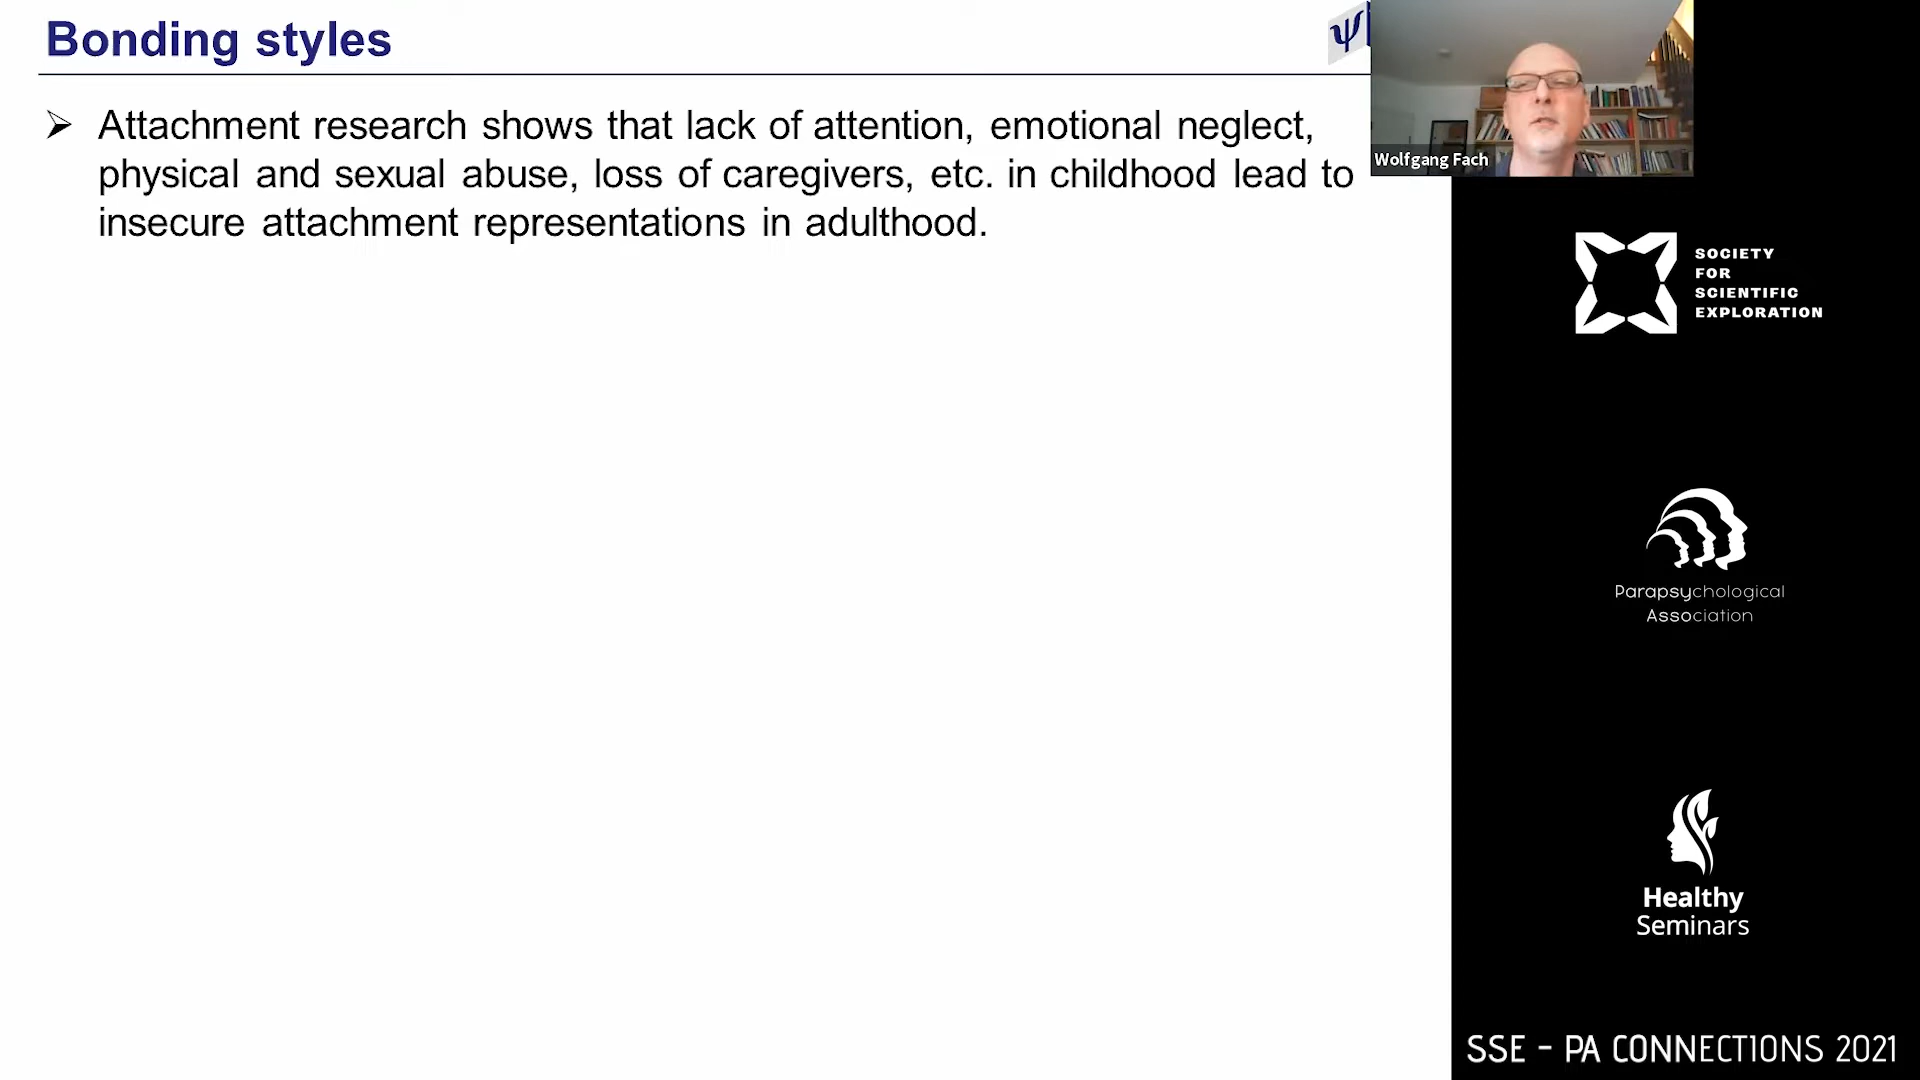 Bonding styles
➢ Attachment research shows that lack of attention, emotional neglect,
physical and sexual abuse, loss of caregivers, etc. in childhood lead to
insecure attachment representations in adulthood.
ψ
Wolfgang Fach
SOCIETY
FOR
SCIENTIFIC
EXPLORATION
Parapsychological
Association
Healthy
Seminars
SSE - PA CONNECTIONS 2021